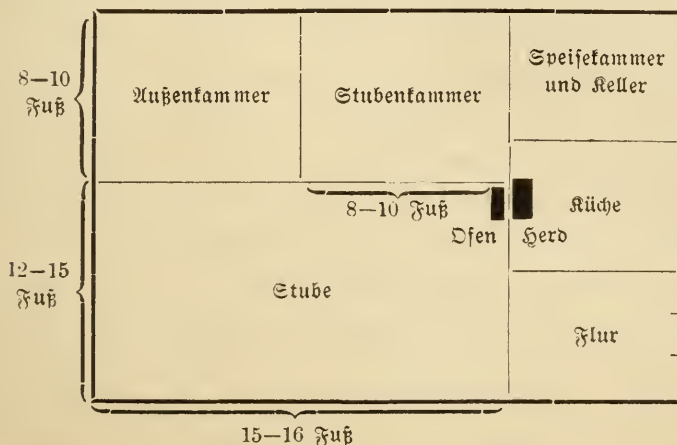 8–10
Fuß
Außenkammer
Stubenkammer
Speisekammer
und Keller
8–10 Fuß
Ofen
Herd
Küche
12–15
Fuß
Stube
Flur
15–16 Fuß